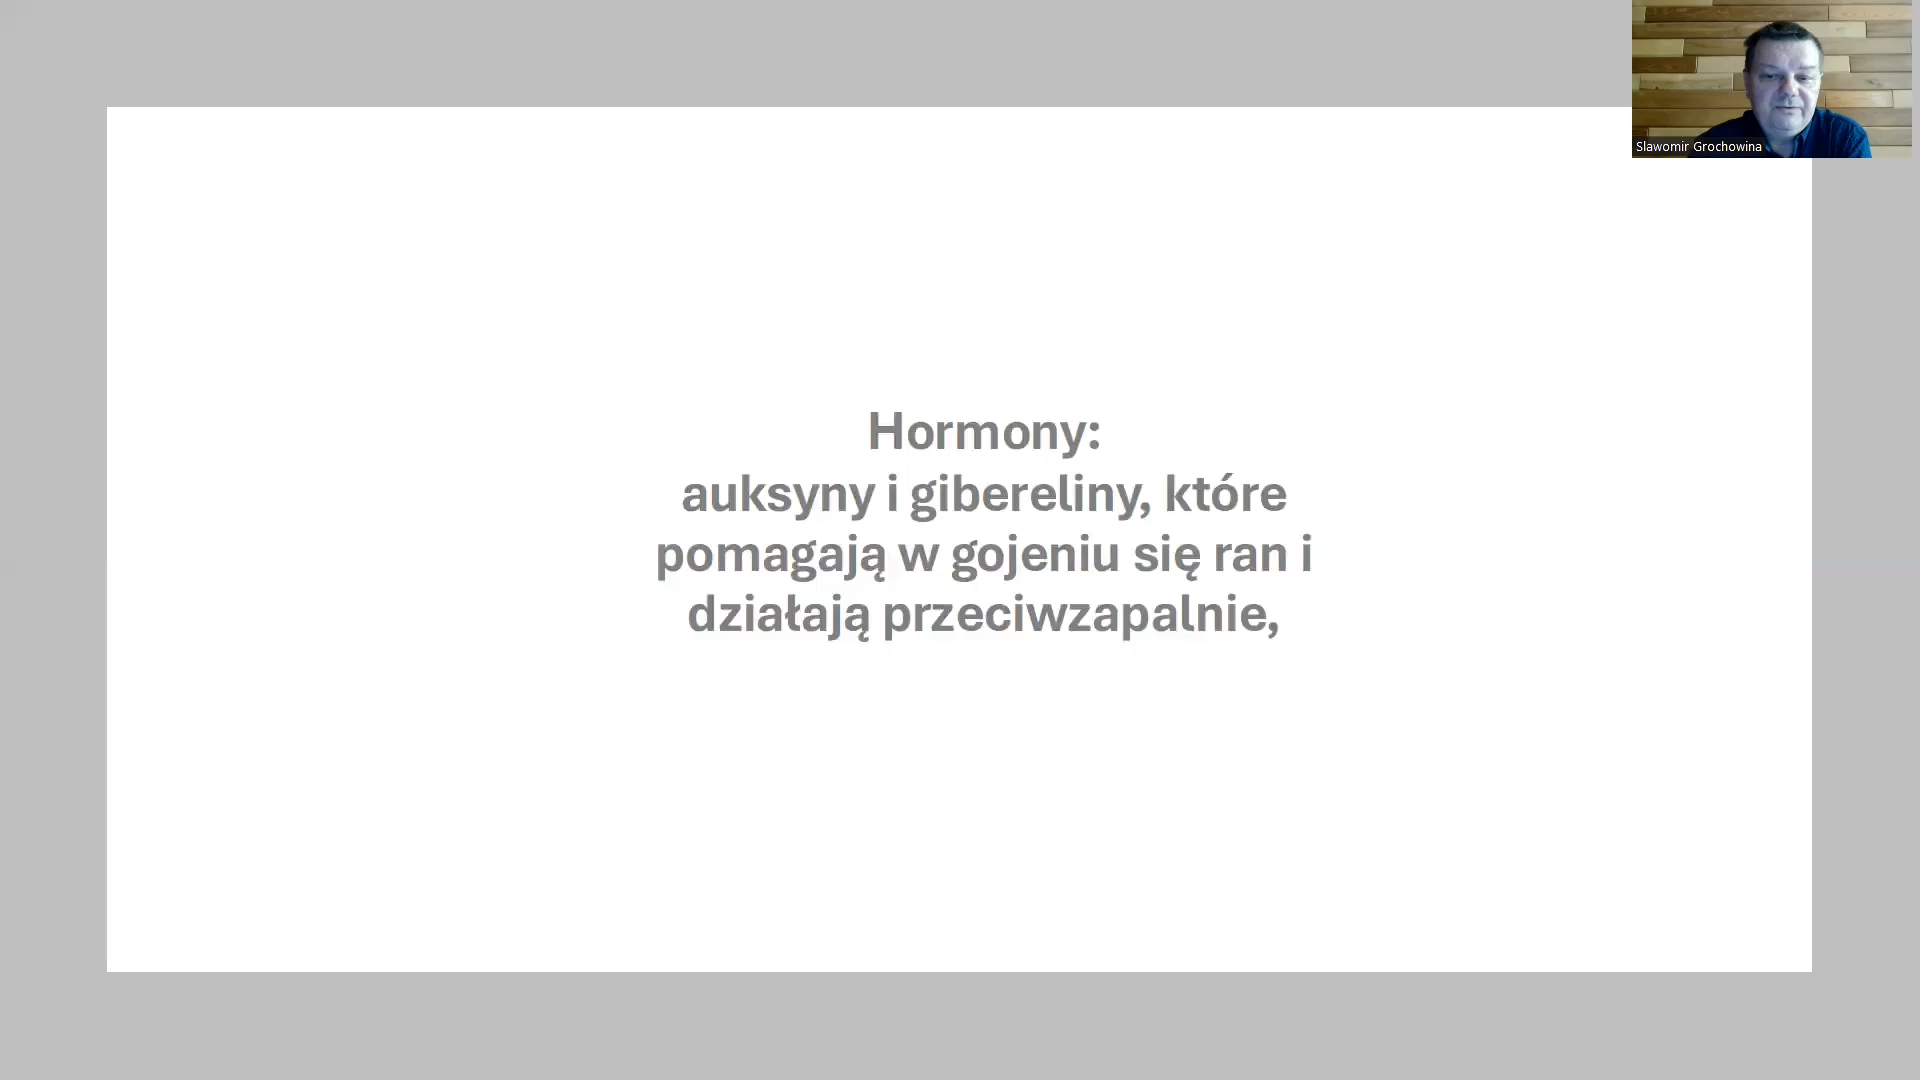 Slawomir Grochowina
Hormony:
auksyny i gibereliny, które
pomagają w gojeniu się ran i
działają przeciwzapalnie,